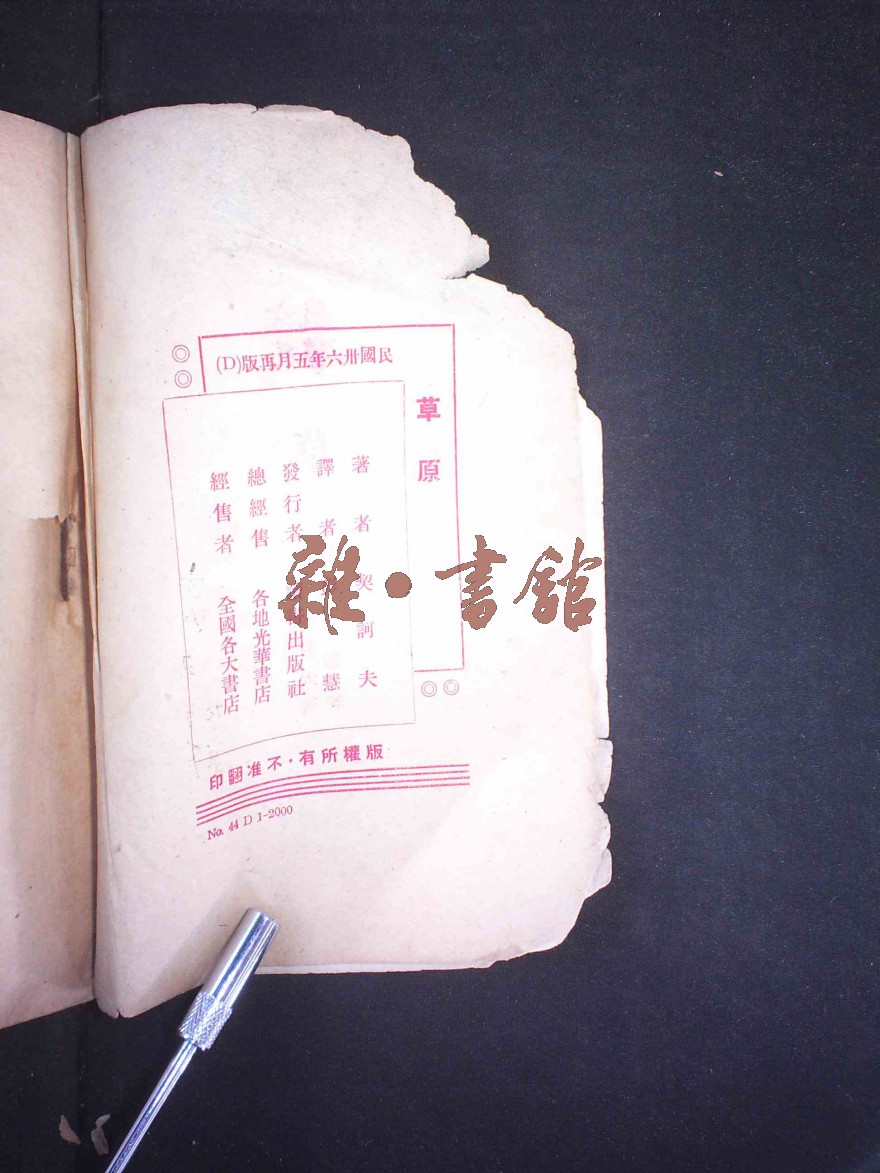 民國卅六年五月再版(D)
草原
著者 契訶夫
譯者 慧
發行者 出版社
總經售 各地光華書店
經售者 全國各大書店
版權所有·不准翻印
No. 44 D 1-2000
雜·書館